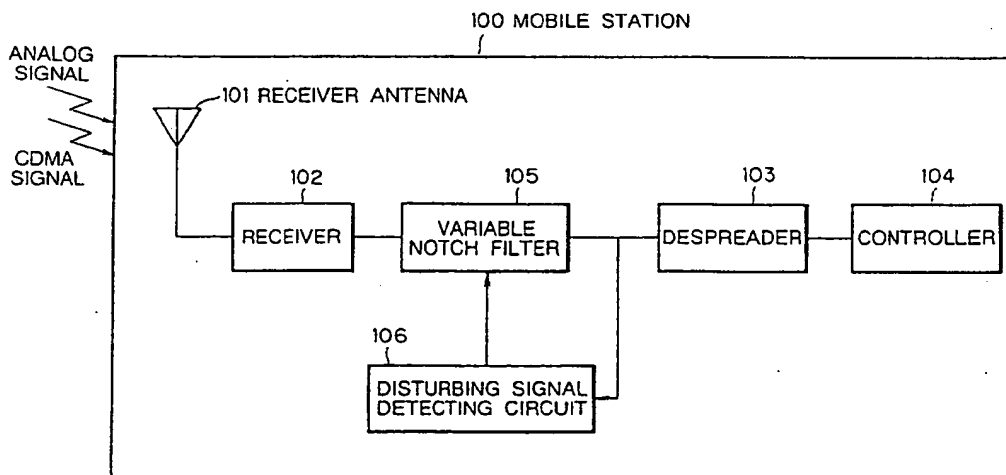 100 MOBILE STATION
ANALOG
SIGNAL
101 RECEIVER ANTENNA
CDMA
SIGNAL
102
105
103
104
RECEIVER
VARIABLE
NOTCH FILTER
DESPREADER
CONTROLLER
106
DISTURBING SIGNAL
DETECTING CIRCUIT